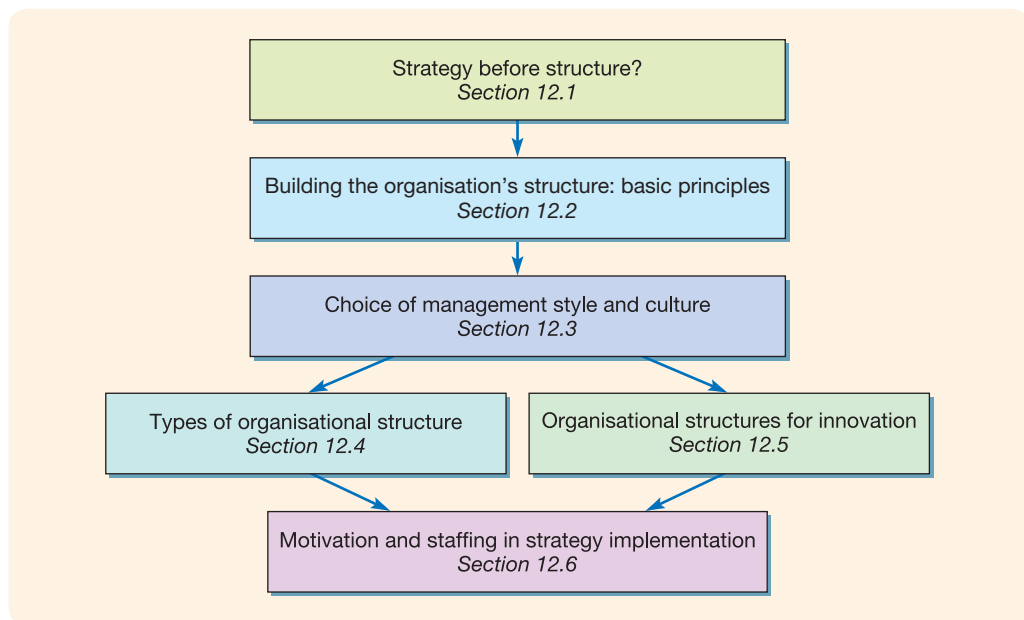 Strategy before structure?
Section 12.1
Building the organisation's structure: basic principles
Section 12.2
Choice of management style and culture
Section 12.3
Types of organisational structure
Section 12.4
Organisational structures for innovation
Section 12.5
Motivation and staffing in strategy implementation
Section 12.6